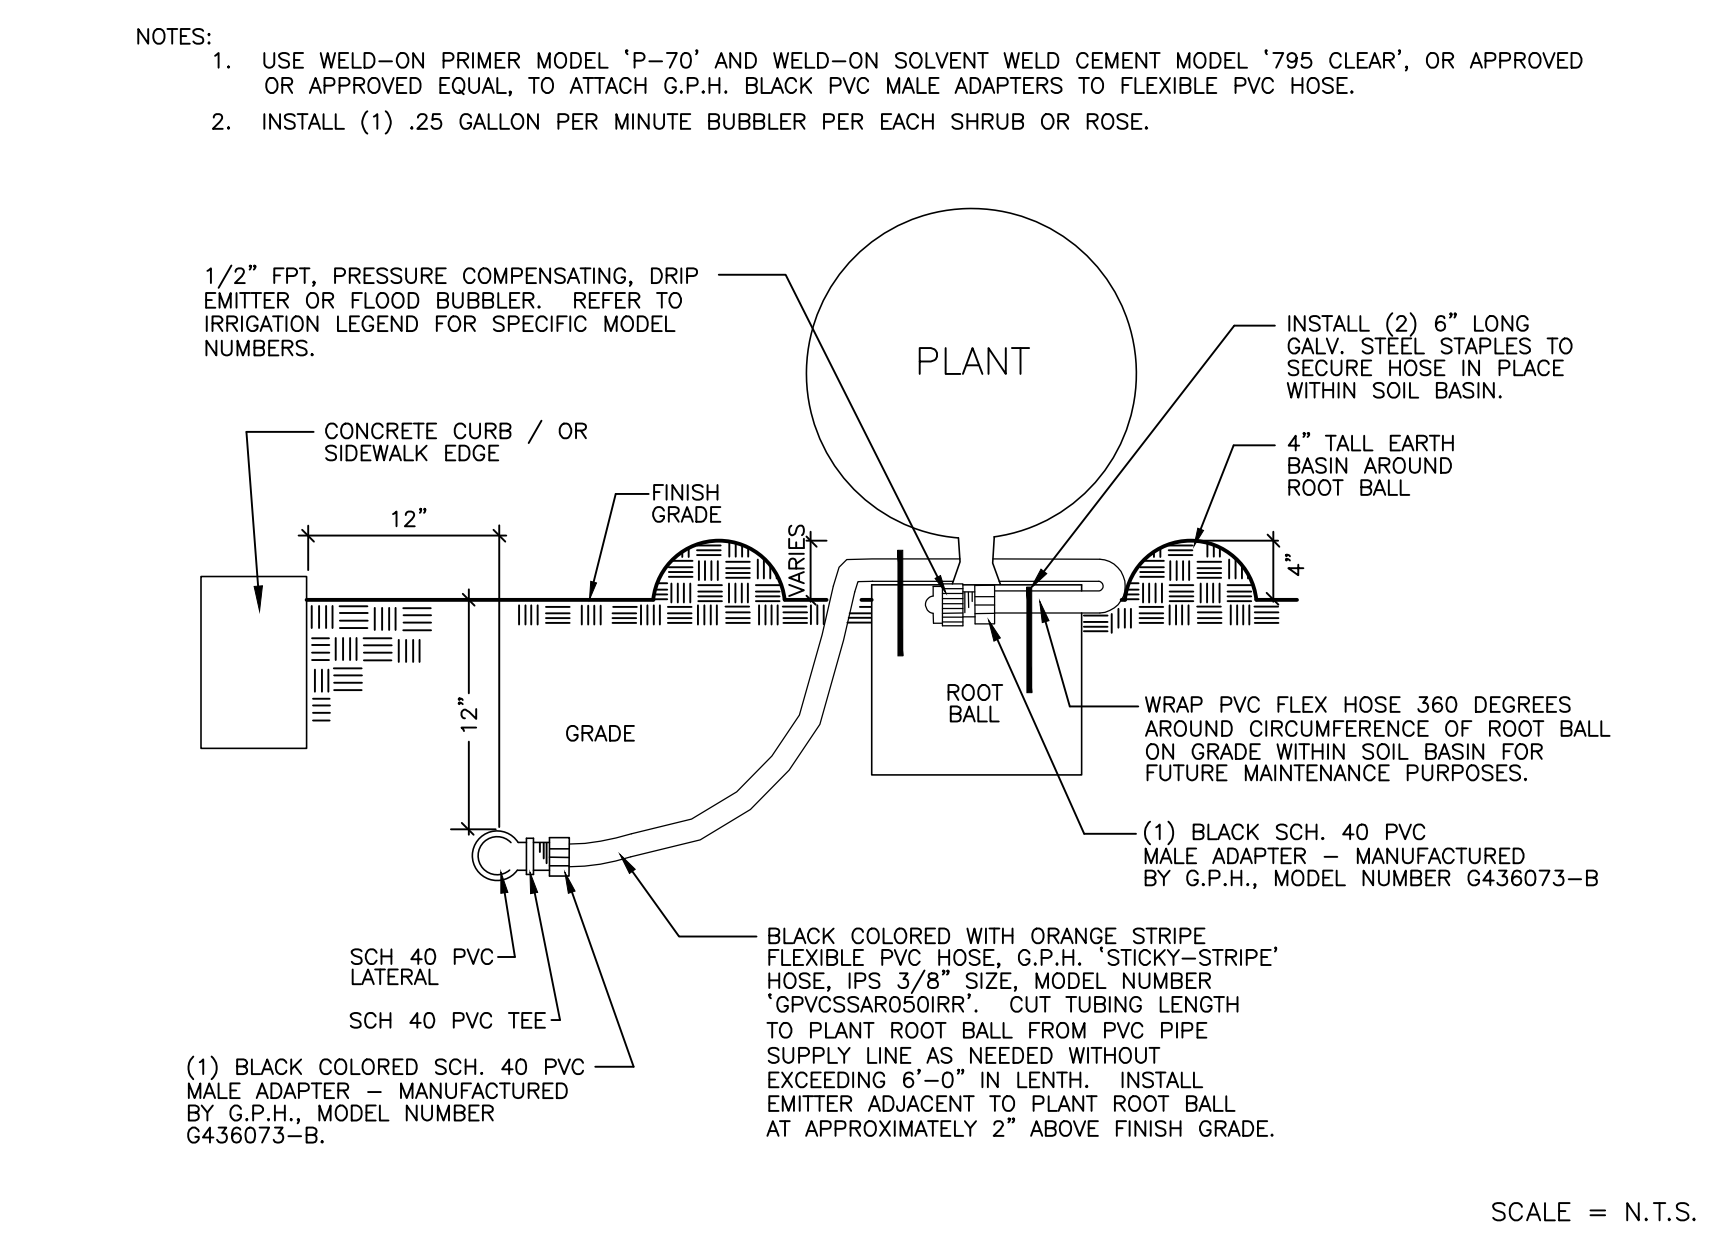 NOTES:
1. USE WELD-ON PRIMER MODEL 'P-70' AND WELD-ON SOLVENT WELD CEMENT MODEL '795 CLEAR', OR APPROVED
OR APPROVED EQUAL, TO ATTACH G.P.H. BLACK PVC MALE ADAPTERS TO FLEXIBLE PVC HOSE.
2. INSTALL (1) .25 GALLON PER MINUTE BUBBLER PER EACH SHRUB OR ROSE.
1/2" FPT, PRESSURE COMPENSATING, DRIP
EMITTER OR FLOOD BUBBLER. REFER TO
IRRIGATION LEGEND FOR SPECIFIC MODEL
NUMBERS.
PLANT
INSTALL (2) 6" LONG
GALV. STEEL STAPLES TO
SECURE HOSE IN PLACE
WITHIN SOIL BASIN.
CONCRETE CURB / OR
SIDEWALK EDGE
4" TALL EARTH
BASIN AROUND
ROOT BALL
FINISH
GRADE
12"
VARIES
4"
12"
GRADE
ROOT
BALL
WRAP PVC FLEX HOSE 360 DEGREES
AROUND CIRCUMFERENCE OF ROOT BALL
ON GRADE WITHIN SOIL BASIN FOR
FUTURE MAINTENANCE PURPOSES.
(1) BLACK SCH. 40 PVC
MALE ADAPTER - MANUFACTURED
BY G.P.H., MODEL NUMBER G436073-B
SCH 40 PVC
LATERAL
SCH 40 PVC TEE
(1) BLACK COLORED SCH. 40 PVC
MALE ADAPTER - MANUFACTURED
BY G.P.H., MODEL NUMBER
G436073-B.
BLACK COLORED WITH ORANGE STRIPE
FLEXIBLE PVC HOSE, G.P.H. 'STICKY-STRIPE'
HOSE, IPS 3/8" SIZE, MODEL NUMBER
'GPVCSSAR050IRR'. CUT TUBING LENGTH
TO PLANT ROOT BALL FROM PVC PIPE
SUPPLY LINE AS NEEDED WITHOUT
EXCEEDING 6'-0" IN LENTH. INSTALL
EMITTER ADJACENT TO PLANT ROOT BALL
AT APPROXIMATELY 2" ABOVE FINISH GRADE.
SCALE = N.T.S.